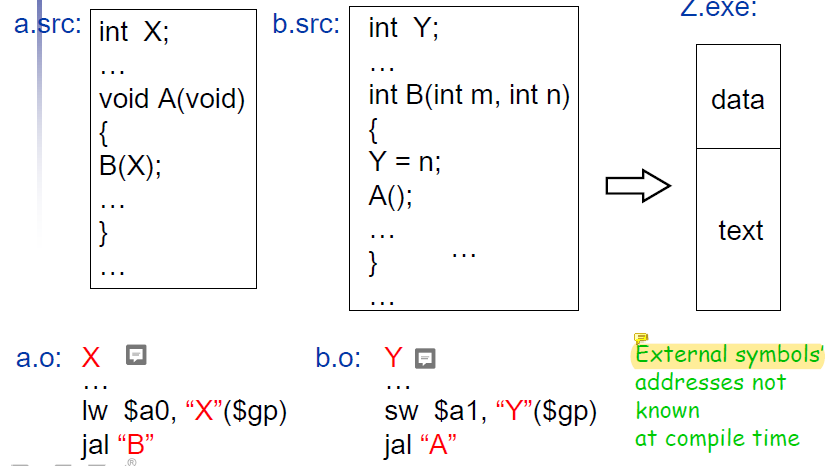 a.src:
int X;
…
void A(void)
{
B(X);
…
}
…
b.src:
int Y;
…
int B(int m, int n)
{
Y = n;
A();
…
…
}
…
Z.exe:
data
text
a.o:
X
…
lw $a0, “X”($gp)
jal “B”
b.o:
Y
…
sw $a1, “Y”($gp)
jal “A”
External symbols'
addresses not
known
at compile time
®